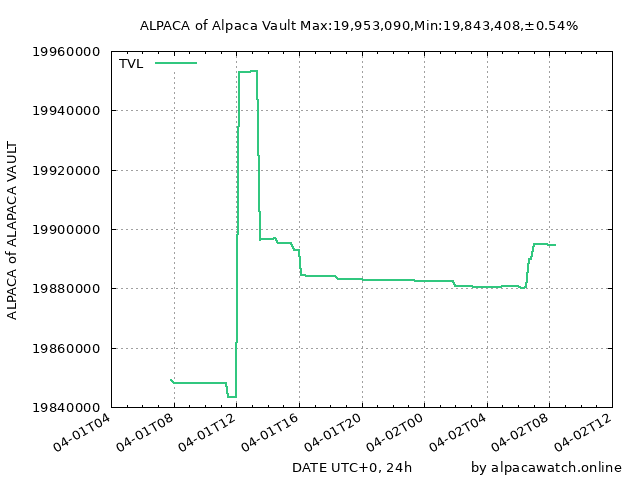 ALPACA of Alpaca Vault Max:19,953,090,Min:19,843,408,±0.54%
TVL
ALPACA of ALAPACA VAULT
19960000
19940000
19920000
19900000
19880000
19860000
19840000
04-01T04
04-01T08
04-01T12
04-01T16
04-01T20
04-02T00
04-02T04
04-02T08
04-02T12
DATE UTC+0, 24h
by alpacawatch.online